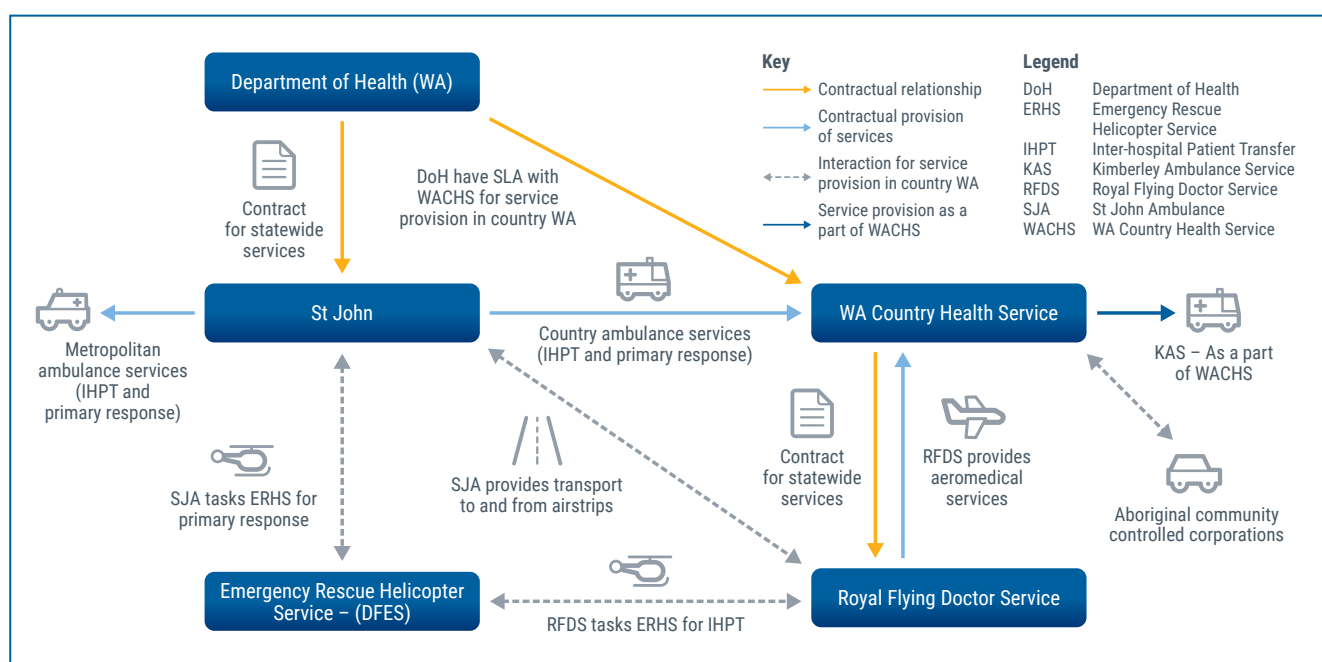 Department of Health (WA)
Key
Contractual relationship
Contractual provision
of services
Interaction for service
provision in country WA
Service provision as a
part of WACHS
Legend
DoH Department of Health
ERHS Emergency Rescue
Helicopter Service
IHPT Inter-hospital Patient Transfer
KAS Kimberley Ambulance Service
RFDS Royal Flying Doctor Service
SJA St John Ambulance
WACHS WA Country Health Service
Contract
for statewide
services
DoH have SLA with
WACHS for service
provision in country WA
St John
WA Country Health Service
Metropolitan
ambulance services
(IHPT and
primary response)
Country ambulance services
(IHPT and primary response)
KAS – As a part
of WACHS
SJA tasks ERHS for
primary response
SJA provides transport
to and from airstrips
Contract
for statewide
services
RFDS provides
aeromedical
services
Aboriginal community
controlled corporations
Emergency Rescue Helicopter
Service – (DFES)
RFDS tasks ERHS for IHPT
Royal Flying Doctor Service